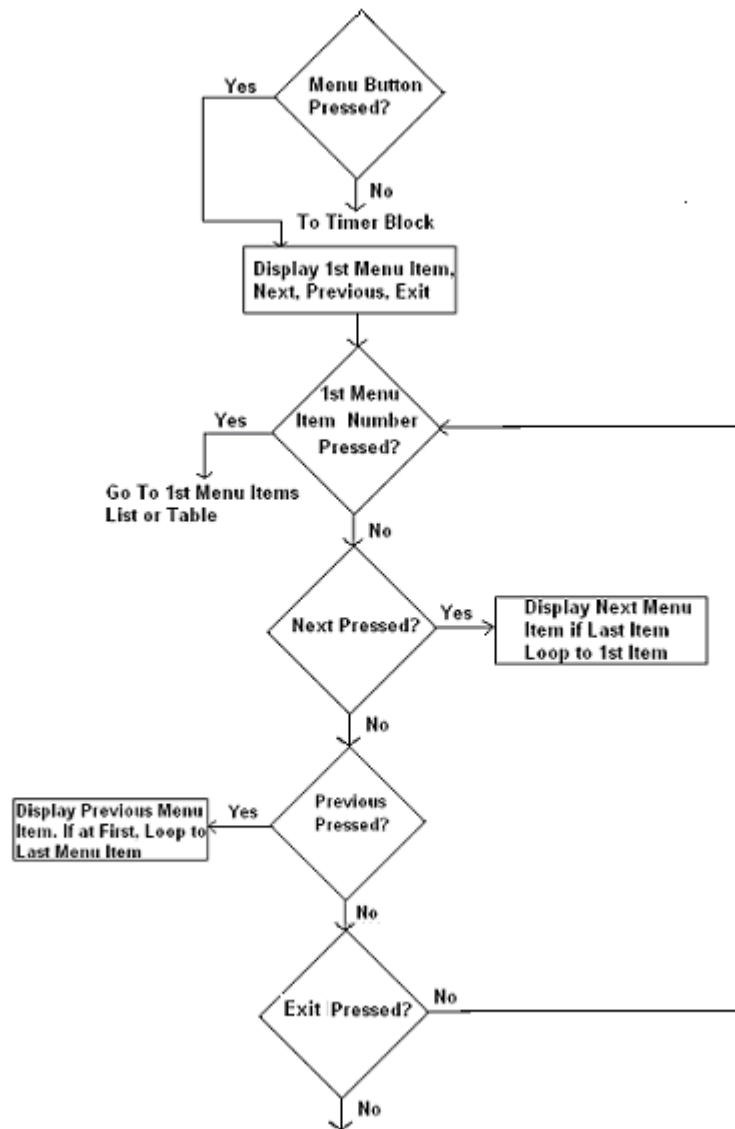 Menu Button
Pressed?
Yes
No
To Timer Block
Display 1st Menu Item,
Next, Previous, Exit
1st Menu
Item Number
Pressed?
Yes
Go To 1st Menu Items
List or Table
No
Next Pressed?
Yes
Display Next Menu
Item if Last Item
Loop to 1st Item
No
Previous
Pressed?
Yes
Display Previous Menu
Item. If at First, Loop to
Last Menu Item
No
Exit Pressed?
No
No